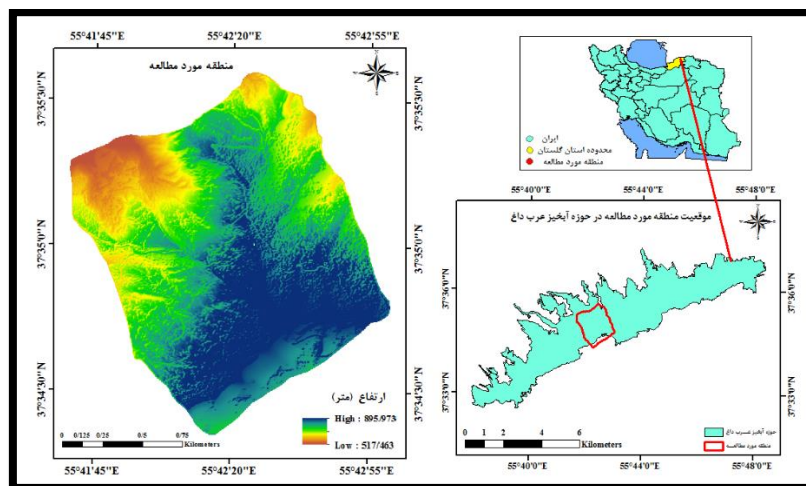 55°41'45"E 55°42'20"E 55°42'55"E
منطقه مورد مطالعه
37°35'30"N
37°35'30"N
37°35'0"N
37°35'0"N
37°34'30"N
37°34'30"N
ارتفاع (متر)
High : 895/973
Low : 517/463
0 0/125 0/25 0/5 0/75
Kilometers
55°41'45"E 55°42'20"E 55°42'55"E
ایران
محدوده استان گلستان
منطقه مورد مطالعه
55°40'0"E 55°44'0"E 55°48'0"E
موقعیت منطقه مورد مطالعه در حوزه آبخیز عرب داغ
37°36'0"N
37°36'0"N
37°33'0"N
37°33'0"N
حوزه آبخیز عرب داغ
منطقه مورد مطالعه
0 1 2 4 6
Kilometers
55°40'0"E 55°44'0"E 55°48'0"E